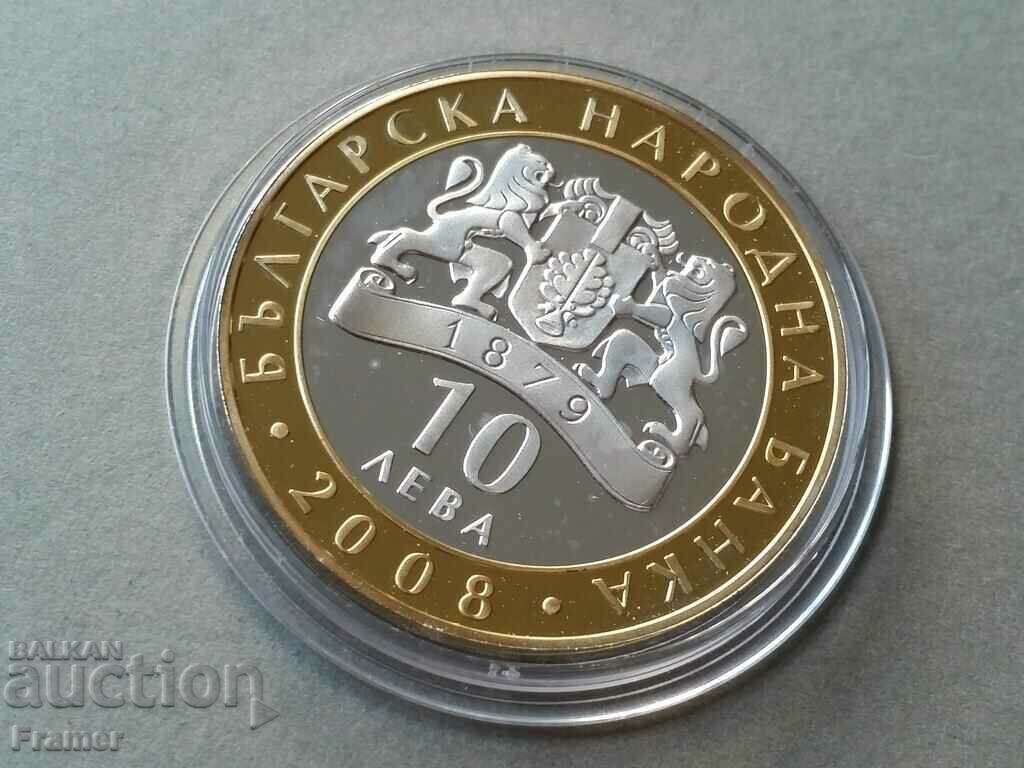 • БЪЛГАРСКА НАРОДНА БАНКА • 2008
1879
10
ЛЕВА
BALKAN
auction
Framer